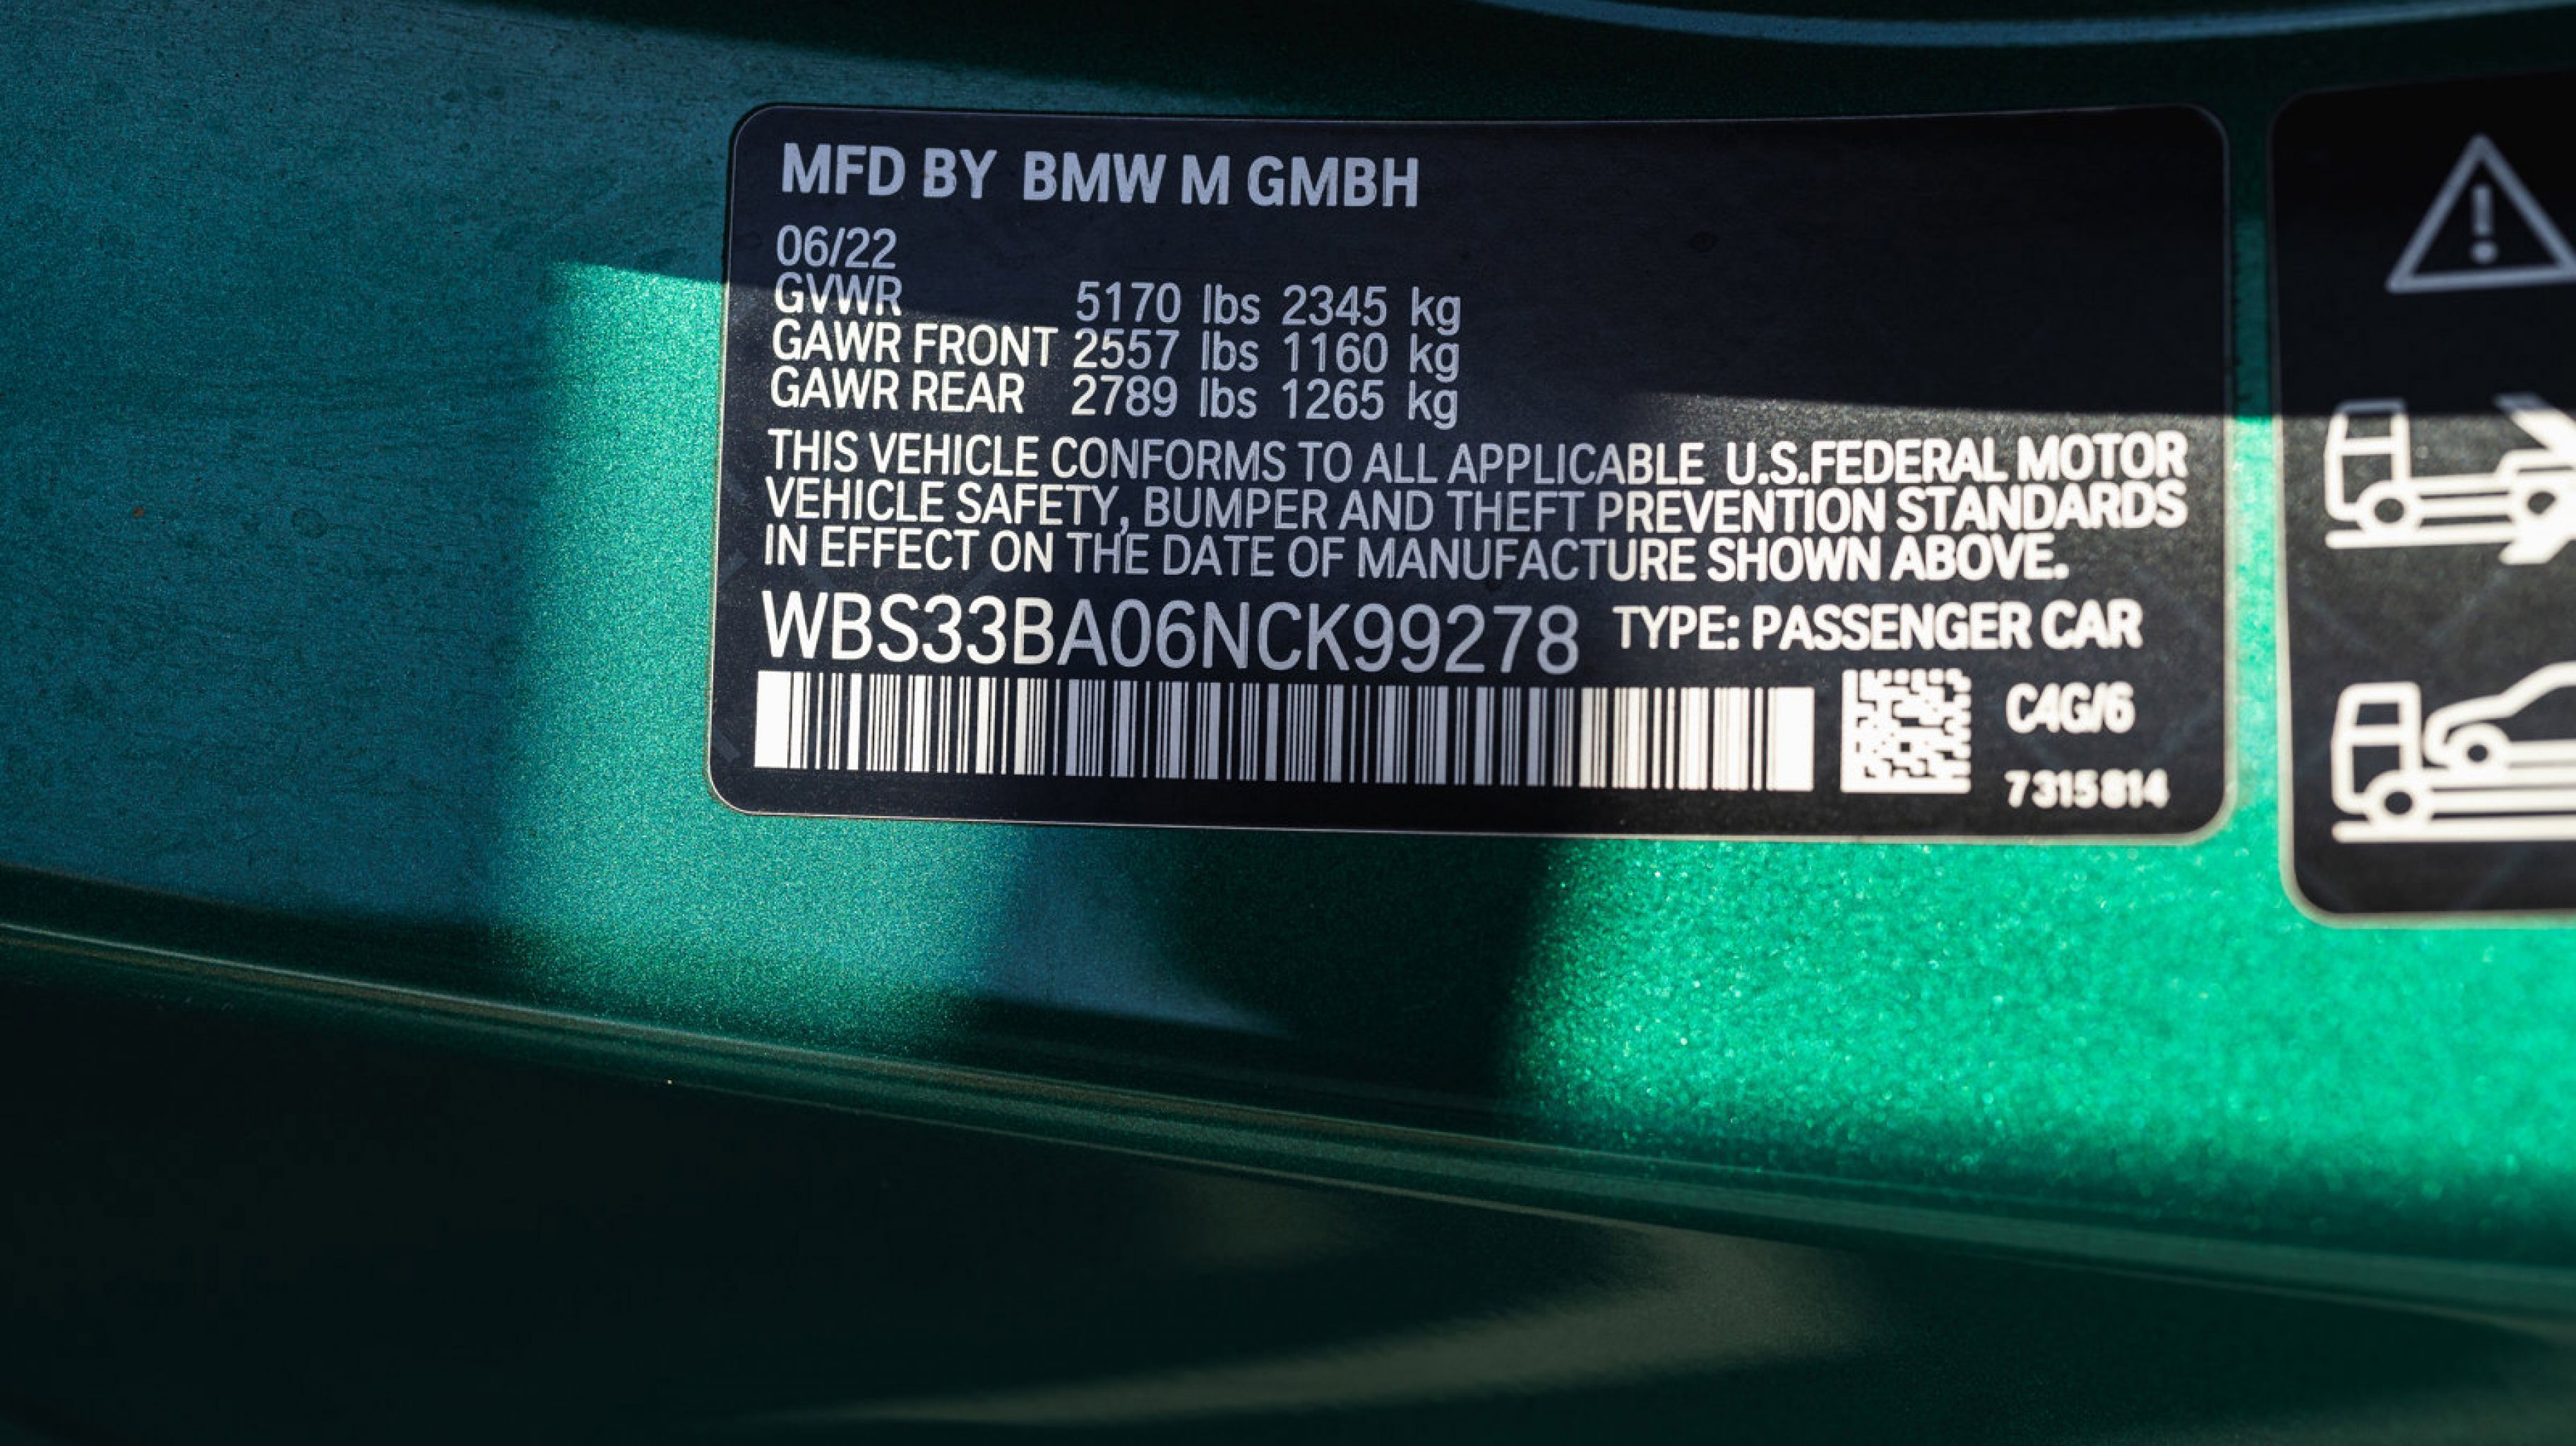 MFD BY BMW M GMBH
06/22
GVWR 5170 lbs 2345 kg
GAWR FRONT 2557 lbs 1160 kg
GAWR REAR 2789 lbs 1265 kg
THIS VEHICLE CONFORMS TO ALL APPLICABLE U.S.FEDERAL MOTOR
VEHICLE SAFETY, BUMPER AND THEFT PREVENTION STANDARDS
IN EFFECT ON THE DATE OF MANUFACTURE SHOWN ABOVE.
WBS33BA06NCK99278 TYPE: PASSENGER CAR
C4G/6
7315814